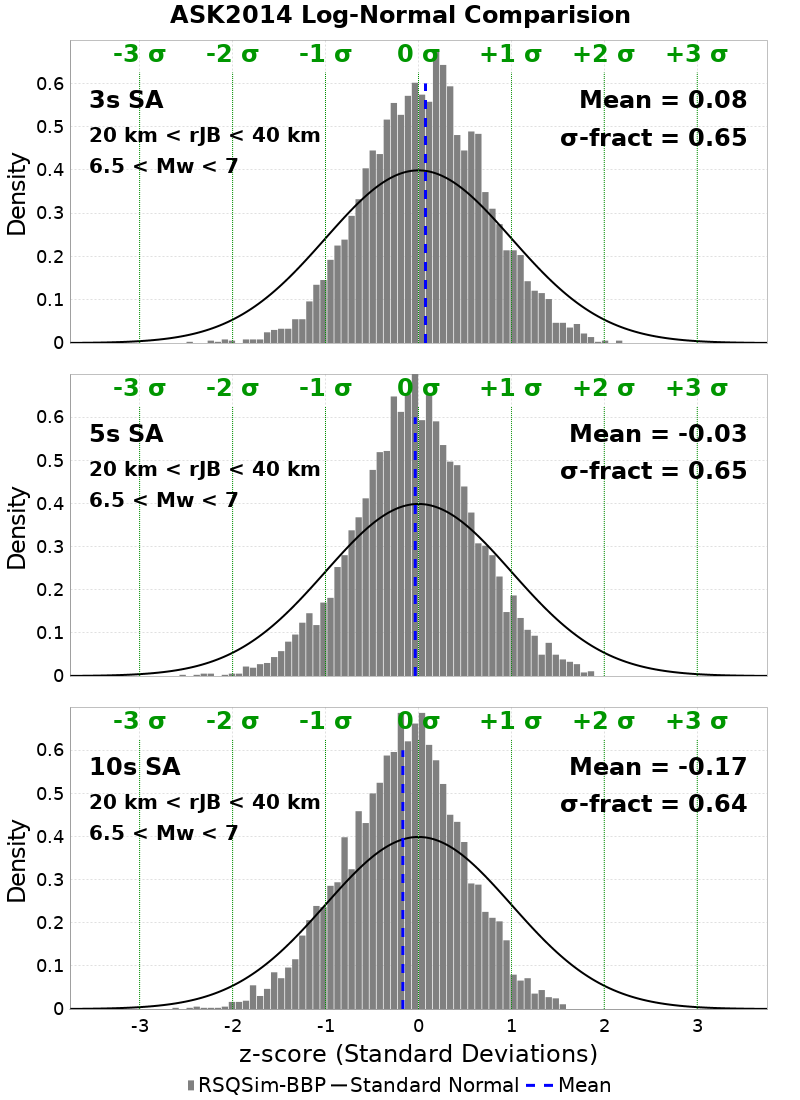 ASK2014 Log-Normal Comparision
-3 σ -2 σ -1 σ 0 σ +1 σ +2 σ +3 σ
3s SA
20 km < rJB < 40 km
6.5 < Mw < 7
Mean = 0.08
σ-fract = 0.65
Density
0.6
0.5
0.4
0.3
0.2
0.1
0
-3 σ -2 σ -1 σ 0 σ +1 σ +2 σ +3 σ
5s SA
20 km < rJB < 40 km
6.5 < Mw < 7
Mean = -0.03
σ-fract = 0.65
Density
0.6
0.5
0.4
0.3
0.2
0.1
0
-3 σ -2 σ -1 σ 0 σ +1 σ +2 σ +3 σ
10s SA
20 km < rJB < 40 km
6.5 < Mw < 7
Mean = -0.17
σ-fract = 0.64
Density
0.6
0.5
0.4
0.3
0.2
0.1
0
-3 -2 -1 0 1 2 3
z-score (Standard Deviations)
RSQSim-BBP Standard Normal Mean